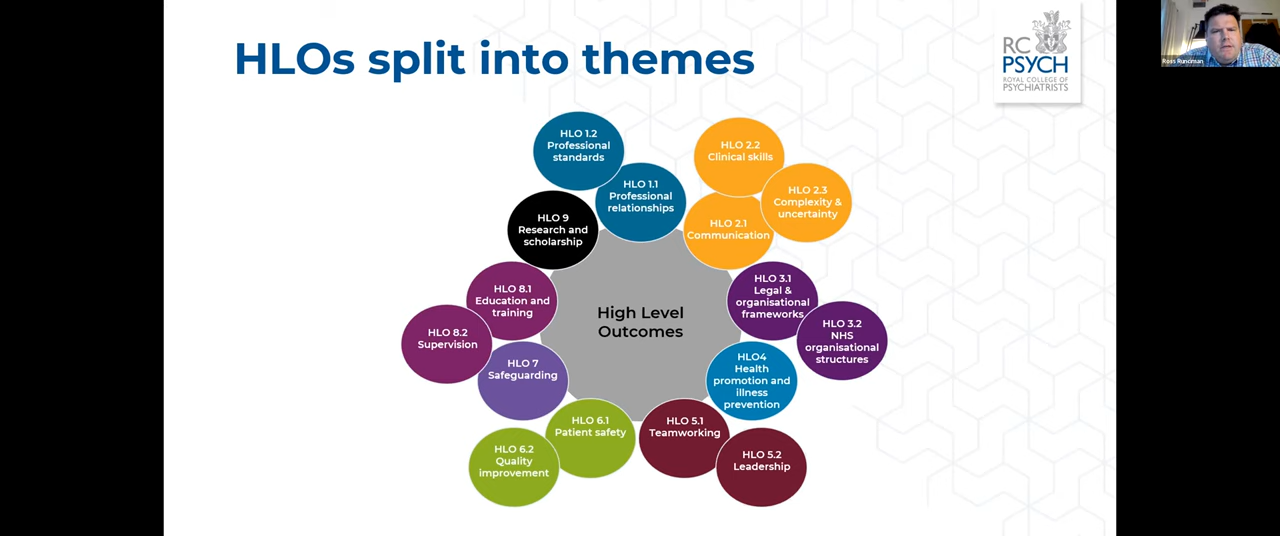 HLOs split into themes
RC
PSYCH
ROYAL COLLEGE OF
PSYCHIATRISTS
Ross Runciman
HLO 1.2
Professional
standards
HLO 1.1
Professional
relationships
HLO 2.2
Clinical skills
HLO 2.3
Complexity &
uncertainty
HLO 2.1
Communication
HLO 9
Research and
scholarship
HLO 3.1
Legal &
organisational
frameworks
HLO 3.2
NHS
organisational
structures
HLO 8.1
Education and
training
HLO 8.2
Supervision
High Level
Outcomes
HLO4
Health
promotion and
illness
prevention
HLO 7
Safeguarding
HLO 6.1
Patient safety
HLO 6.2
Quality
improvement
HLO 5.1
Teamworking
HLO 5.2
Leadership